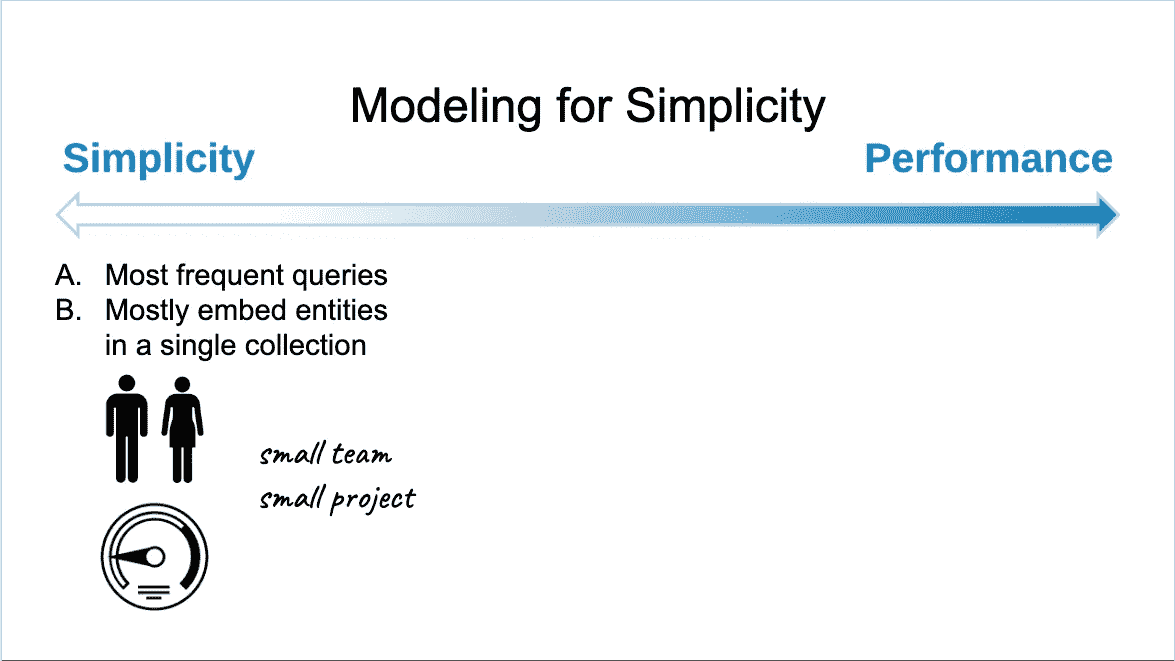 Modeling for Simplicity
Simplicity
Performance
A. Most frequent queries
B. Mostly embed entities
in a single collection
small team
small project